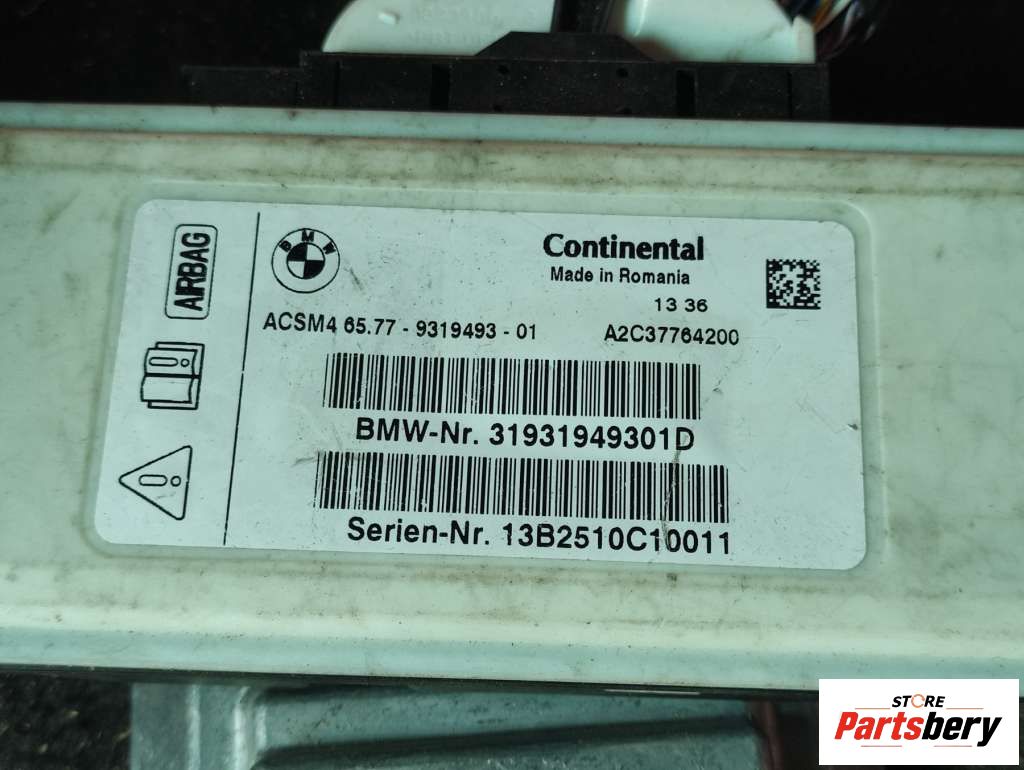 AIRBAG
BMW
Continental
Made in Romania
13 36
ACSM4 65.77 - 9319493 - 01 A2C37764200
BMW-Nr. 31931949301D
Serien-Nr. 13B2510C10011
STORE
Partsbery